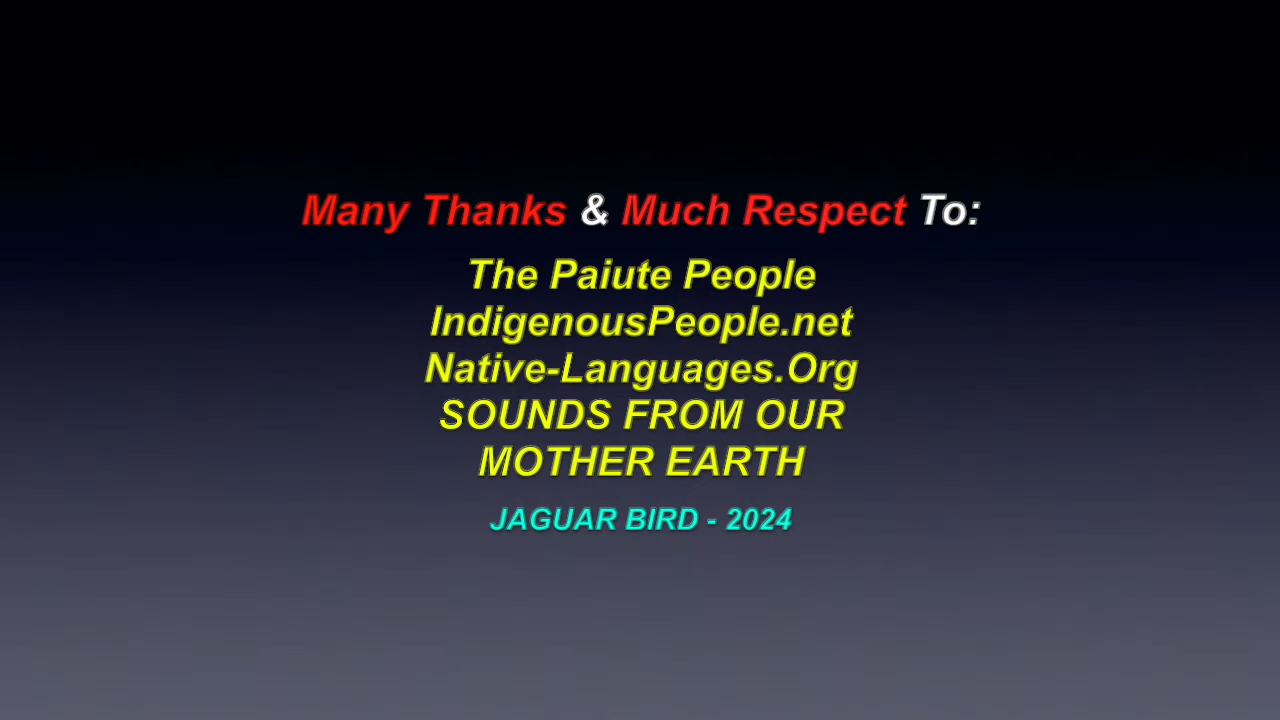 Many Thanks & Much Respect To:
The Paiute People
IndigenousPeople.net
Native-Languages.Org
SOUNDS FROM OUR
MOTHER EARTH
JAGUAR BIRD - 2024